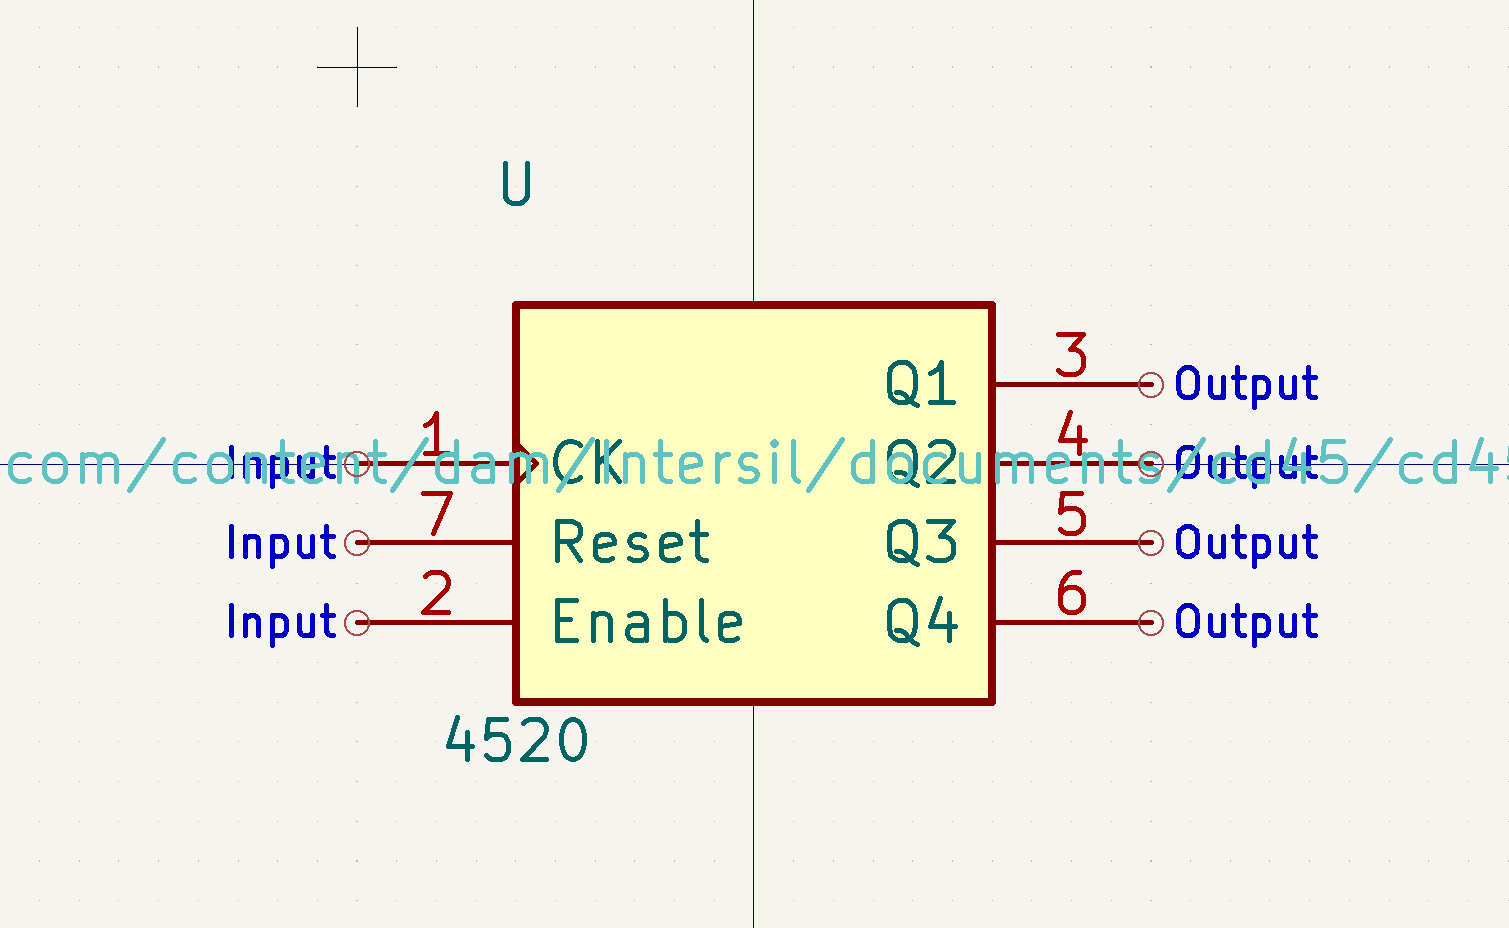 U
Q1 3 Output
com/content/dam/Intersil/documents/cd45/cd45
Input 1 CK Q2 4 Output
Input 7 Reset Q3 5 Output
Input 2 Enable Q4 6 Output
4520